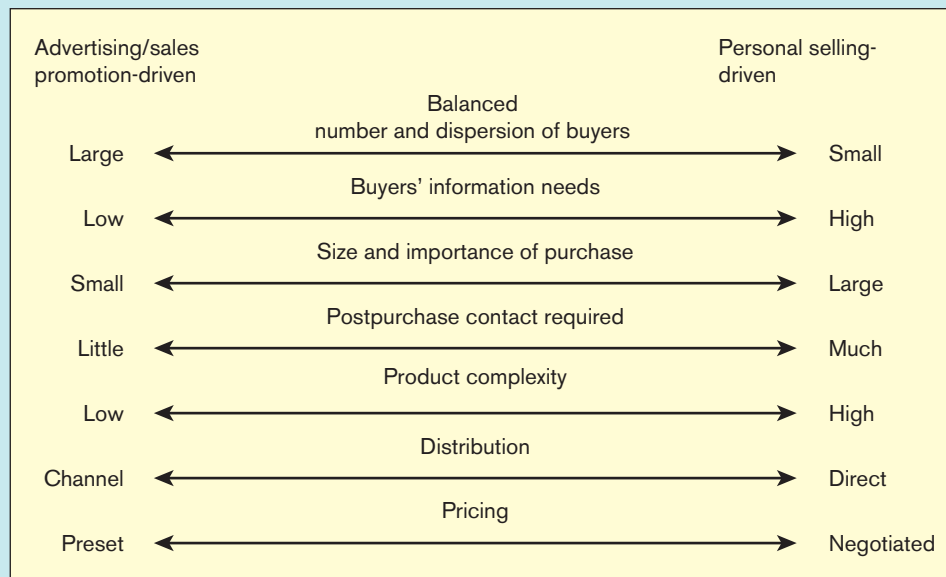 Advertising/sales
promotion-driven
Personal selling-
driven
Balanced
number and dispersion of buyers
Large
Small
Buyers' information needs
Low
High
Size and importance of purchase
Small
Large
Postpurchase contact required
Little
Much
Product complexity
Low
High
Distribution
Channel
Direct
Pricing
Preset
Negotiated